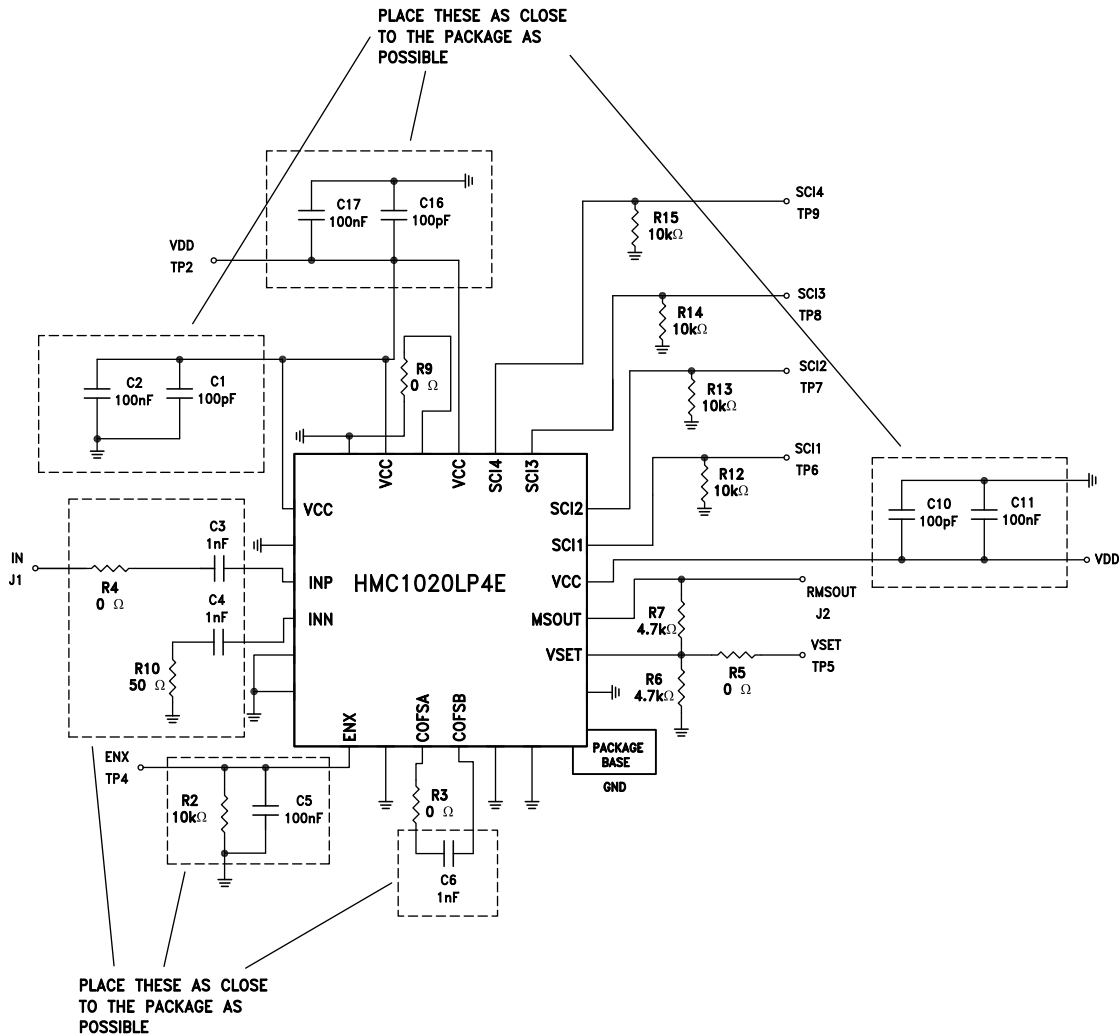 PLACE THESE AS CLOSE
TO THE PACKAGE AS
POSSIBLE
C17
100nF
C16
100pF
VDD
TP2
SCI4
TP9
R15
10kΩ
SCI3
TP8
R14
10kΩ
C2
100nF
C1
100pF
R9
0 Ω
SCI2
TP7
R13
10kΩ
SCI1
TP6
R12
10kΩ
VCC
VCC
SCI4
SCI3
VCC
SCI2
SCI1
VCC
MSOUT
VSET
INP
INN
HMC1020LP4E
ENX
COFSA
COFSB
C10
100pF
C11
100nF
VDD
IN
J1
R4
0 Ω
C3
1nF
C4
1nF
R10
50 Ω
RMSOUT
J2
R7
4.7kΩ
VSET
TP5
R5
0 Ω
R6
4.7kΩ
PACKAGE
BASE
GND
ENX
TP4
R2
10kΩ
C5
100nF
R3
0 Ω
C6
1nF
PLACE THESE AS CLOSE
TO THE PACKAGE AS
POSSIBLE